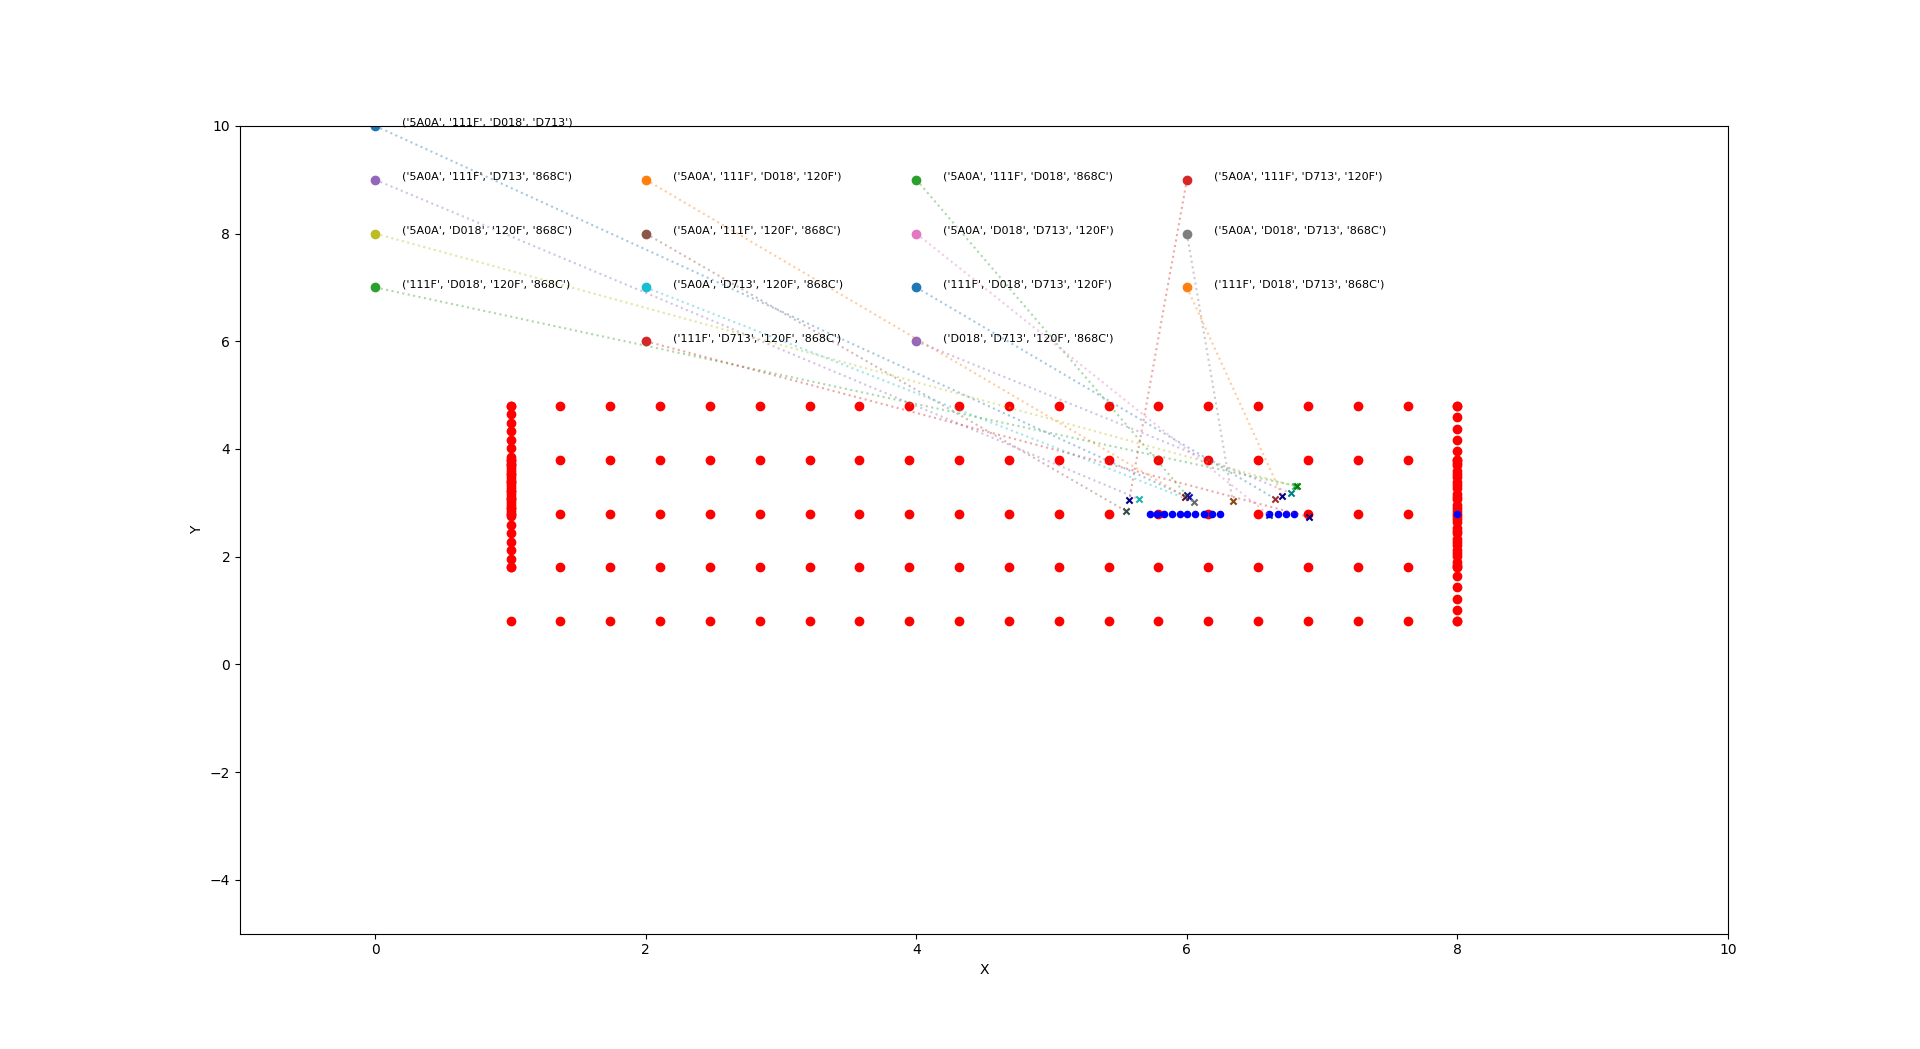 10
('5A0A', '111F', 'D018', 'D713')
('5A0A', '111F', 'D713', '868C') ('5A0A', '111F', 'D018', '120F') ('5A0A', '111F', 'D018', '868C') ('5A0A', '111F', 'D713', '120F')
8
('5A0A', 'D018', '120F', '868C') ('5A0A', '111F', '120F', '868C') ('5A0A', 'D018', 'D713', '120F') ('5A0A', 'D018', 'D713', '868C')
('111F', 'D018', '120F', '868C') ('5A0A', 'D713', '120F', '868C') ('111F', 'D018', 'D713', '120F') ('111F', 'D018', 'D713', '868C')
6
('111F', 'D713', '120F', '868C') ('D018', 'D713', '120F', '868C')
4
Y
2
0
−2
−4
0 2 4 6 8 10
X